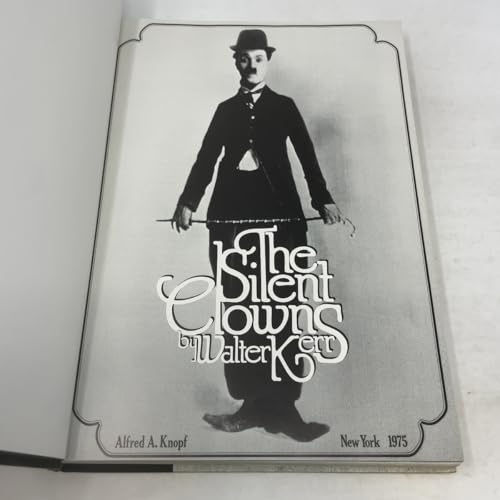 The
Silent
Clowns
by Walter Kerr
Alfred A. Knopf
New York 1975